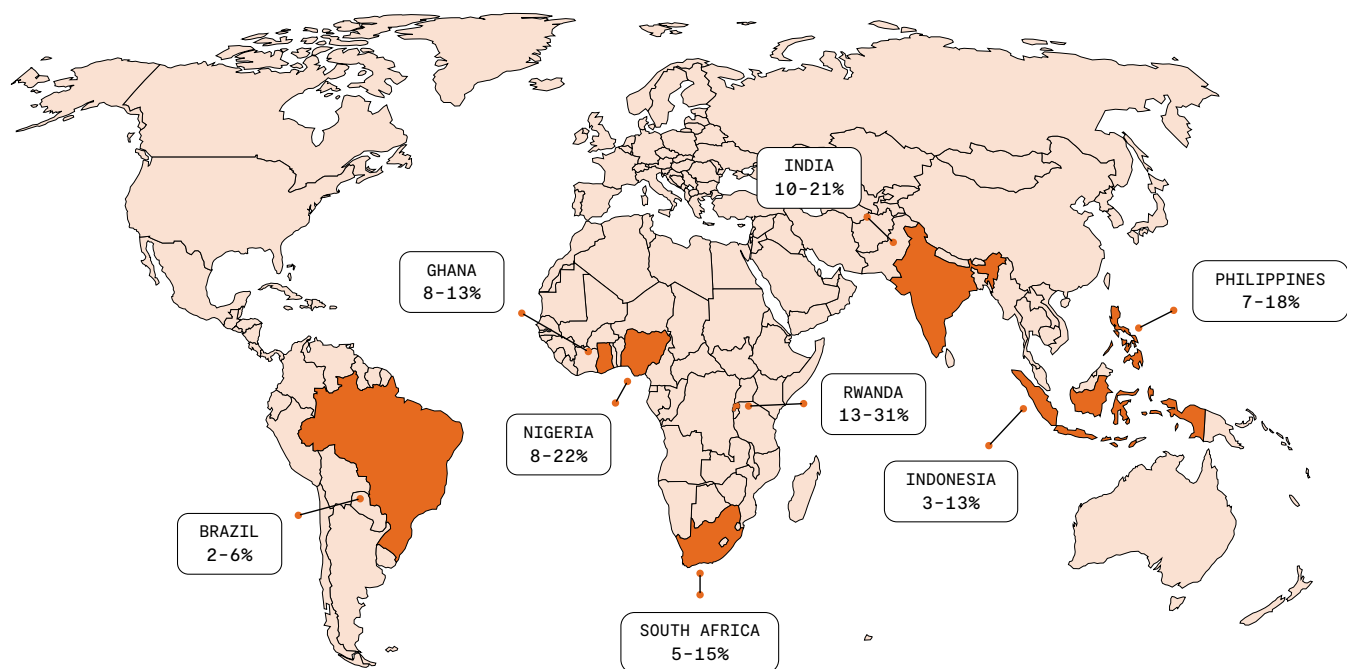 INDIA
10–21%
GHANA
8–13%
PHILIPPINES
7–18%
RWANDA
13–31%
NIGERIA
8–22%
INDONESIA
3–13%
BRAZIL
2–6%
SOUTH AFRICA
5–15%